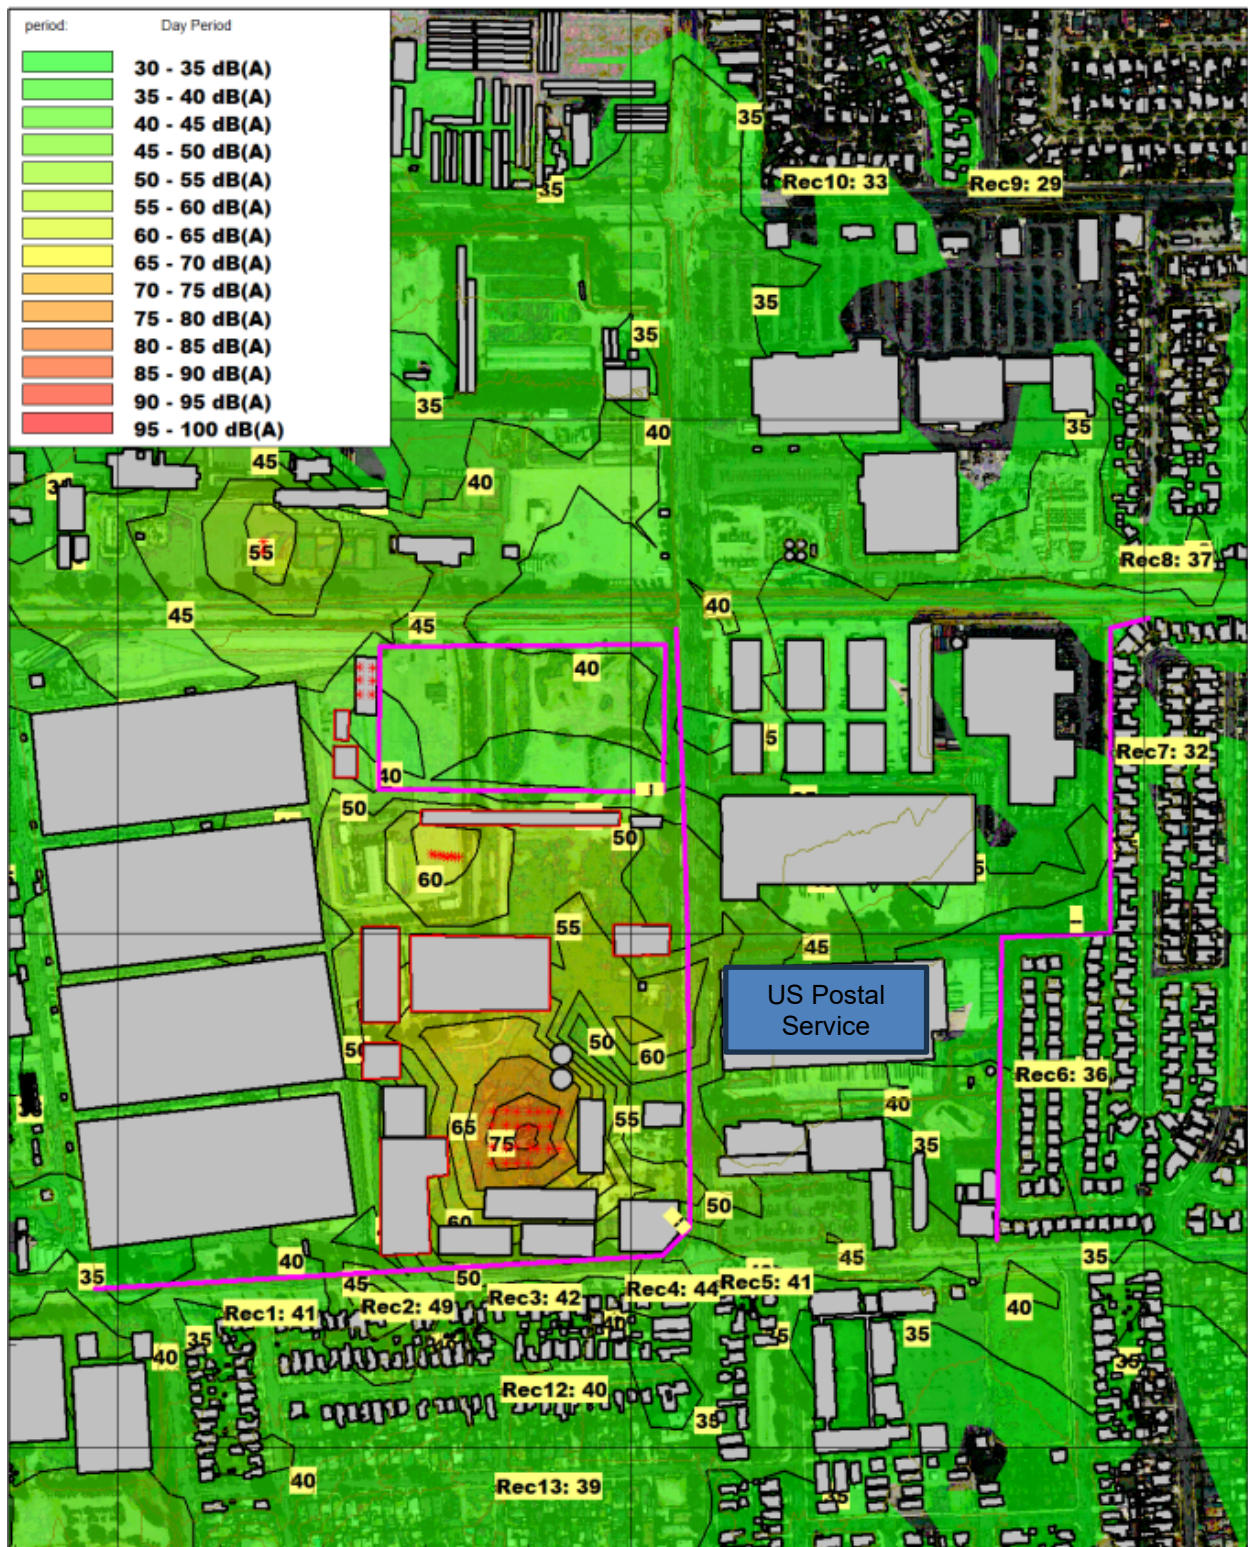 period: Day Period
30 - 35 dB(A)
35 - 40 dB(A)
40 - 45 dB(A)
45 - 50 dB(A)
50 - 55 dB(A)
55 - 60 dB(A)
60 - 65 dB(A)
65 - 70 dB(A)
70 - 75 dB(A)
75 - 80 dB(A)
80 - 85 dB(A)
85 - 90 dB(A)
90 - 95 dB(A)
95 - 100 dB(A)
35
35
Rec10: 33
Rec9: 29
35
35
35
40
35
45
40
55
Rec8: 37
40
45
45
40
Rec7: 32
40
50
50
60
55
45
US Postal
Service
50
60
Rec6: 36
40
65
55
75
35
50
60
40
45
35
35
45
50
Rec4: 44
Rec5: 41
Rec3: 42
Rec1: 41
Rec2: 49
40
40
35
35
40
35
Rec12: 40
35
40
Rec13: 39